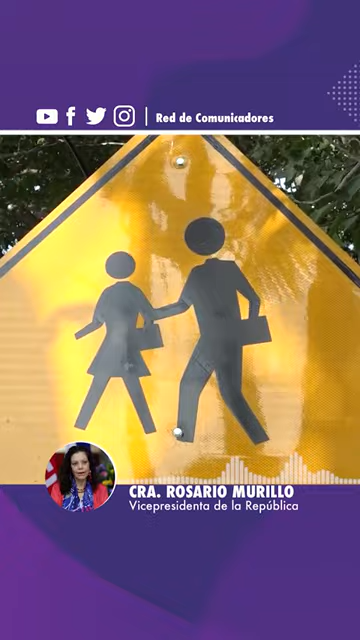 Red de Comunicadores
CRA. ROSARIO MURILLO
Vicepresidenta de la República